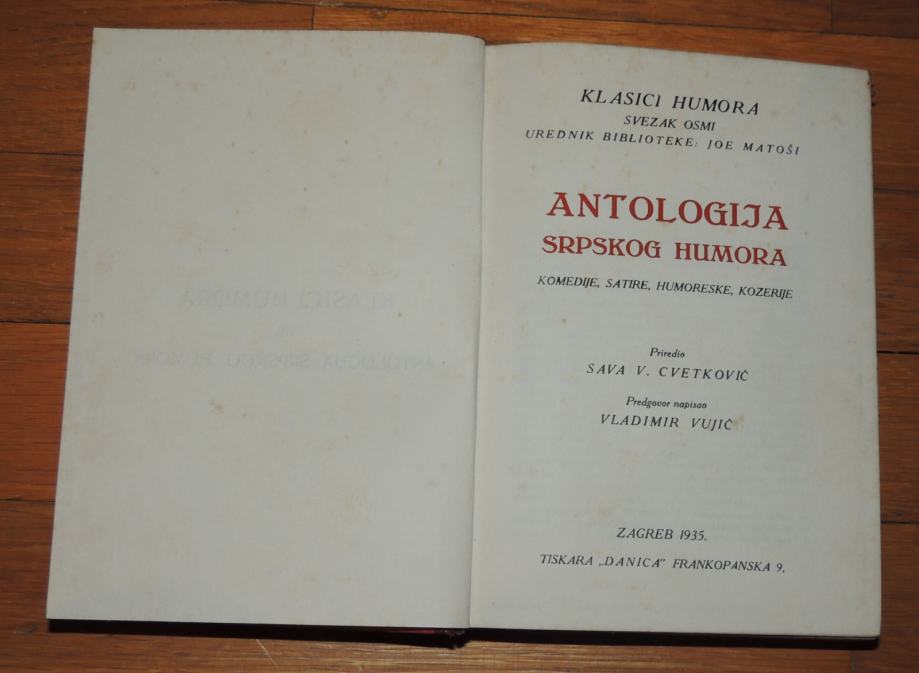 KLASICI HUMORA
SVEZAK OSMI
UREDNIK BIBLIOTEKE: JOE MATOŠI
ANTOLOGIJA
SRPSKOG HUMORA
KOMEDIJE, SATIRE, HUMORESKE, KOZERIJE
Priredio
SAVA V. CVETKOVIĆ
Predgovor napisao
VLADIMIR VUJIĆ
ZAGREB 1935.
TISKARA „DANICA" FRANKOPANSKA 9.